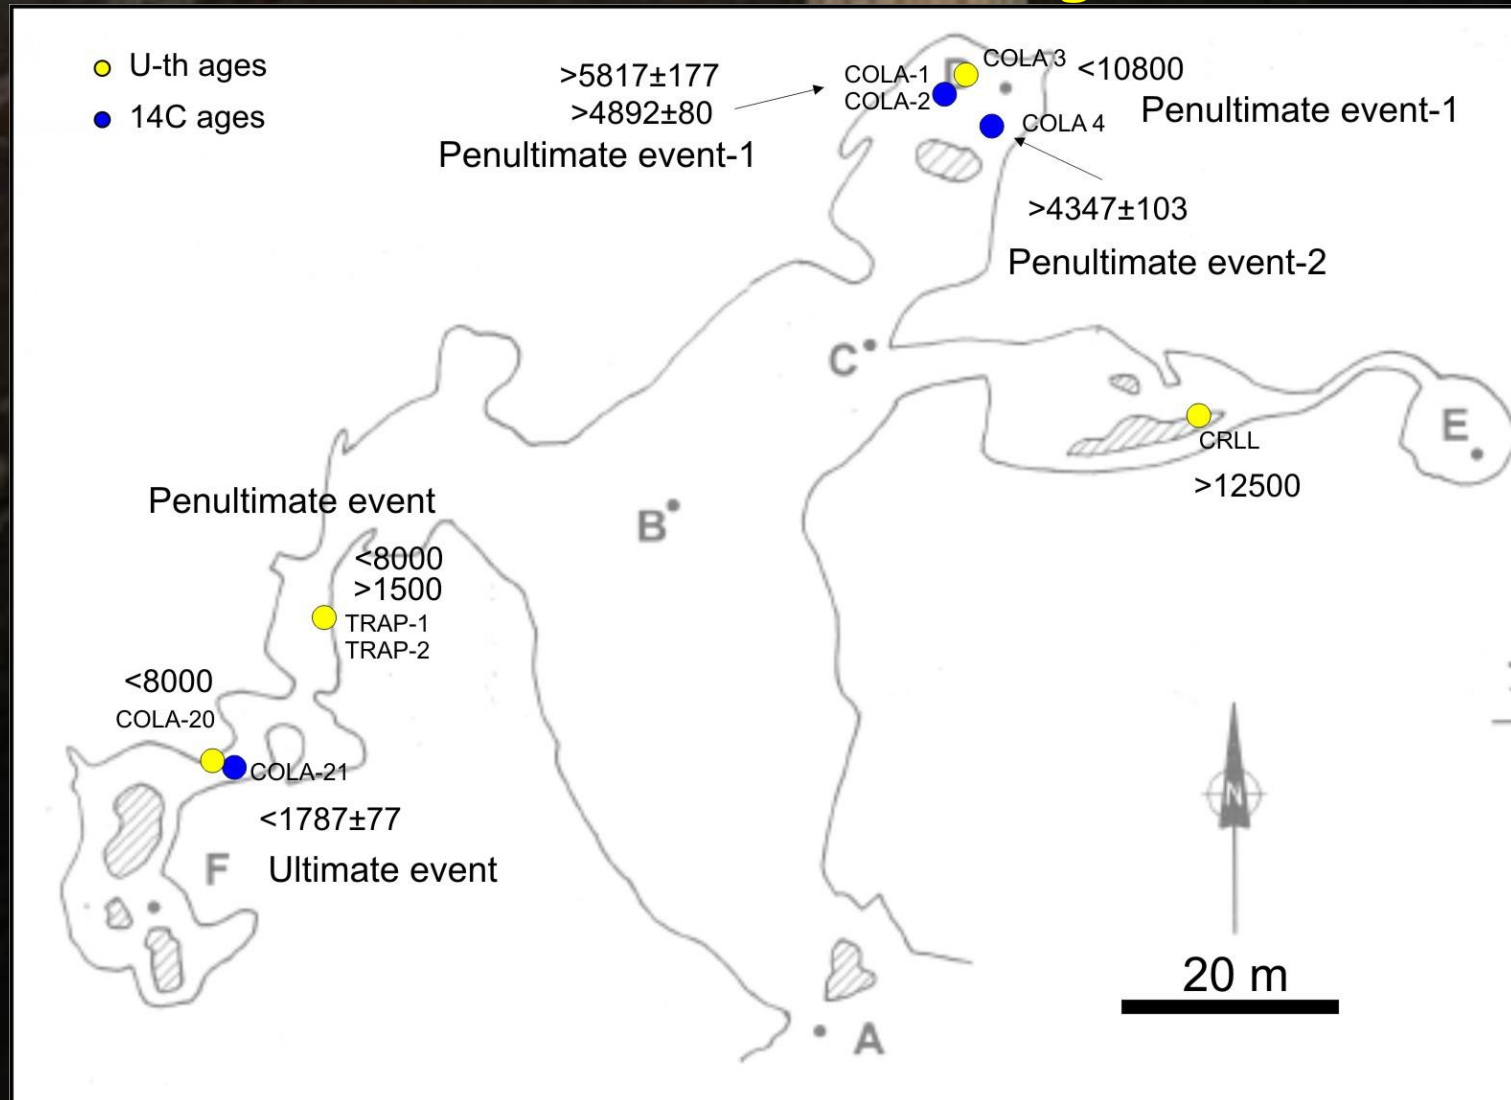 U-th ages
14C ages
>5817±177
>4892±80
Penultimate event-1
COLA-1
COLA-2
D
COLA 3
<10800
Penultimate event-1
COLA 4
>4347±103
Penultimate event-2
C
E
CRLL
>12500
B
Penultimate event
<8000
>1500
TRAP-1
TRAP-2
<8000
COLA-20
COLA-21
<1787±77
F
Ultimate event
N
20 m
A